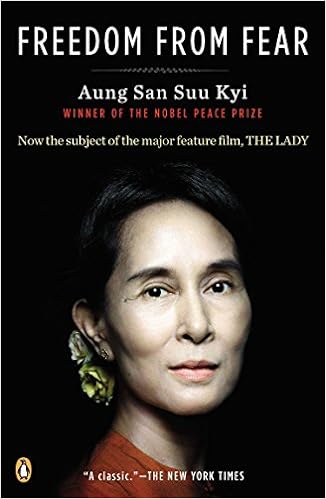 FREEDOM FROM FEAR
Aung San Suu Kyi
WINNER OF THE NOBEL PEACE PRIZE
Now the subject of the major feature film, THE LADY
"A classic."—THE NEW YORK TIMES